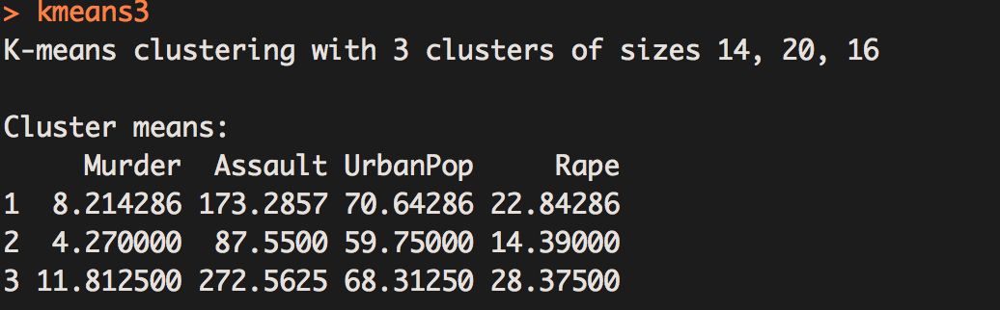 > kmeans3
K-means clustering with 3 clusters of sizes 14, 20, 16
Cluster means:
Murder Assault UrbanPop Rape
1 8.214286 173.2857 70.64286 22.84286
2 4.270000 87.5500 59.75000 14.39000
3 11.812500 272.5625 68.31250 28.37500